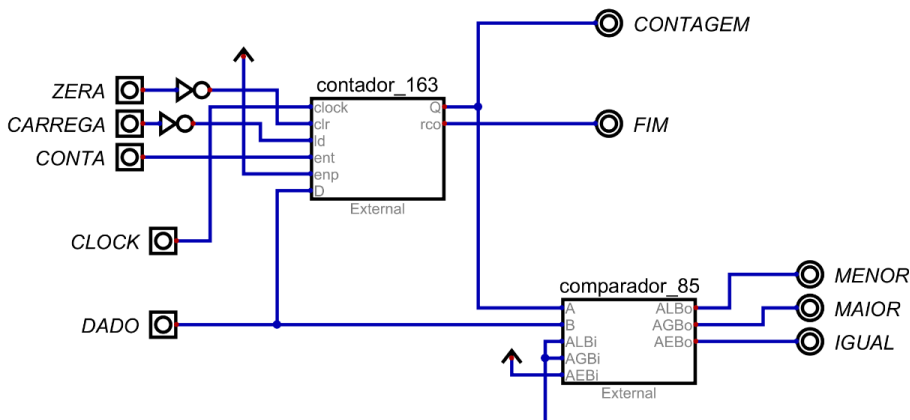 CONTAGEM
contador_163
ZERA
clock
Q
CARREGA
clr
rco
FIM
ld
CONTA
ent
enp
D
External
CLOCK
MENOR
comparador_85
A
ALBo
MAIOR
DADO
B
AGBo
ALBi
AEBo
IGUAL
AGBi
AEBi
External